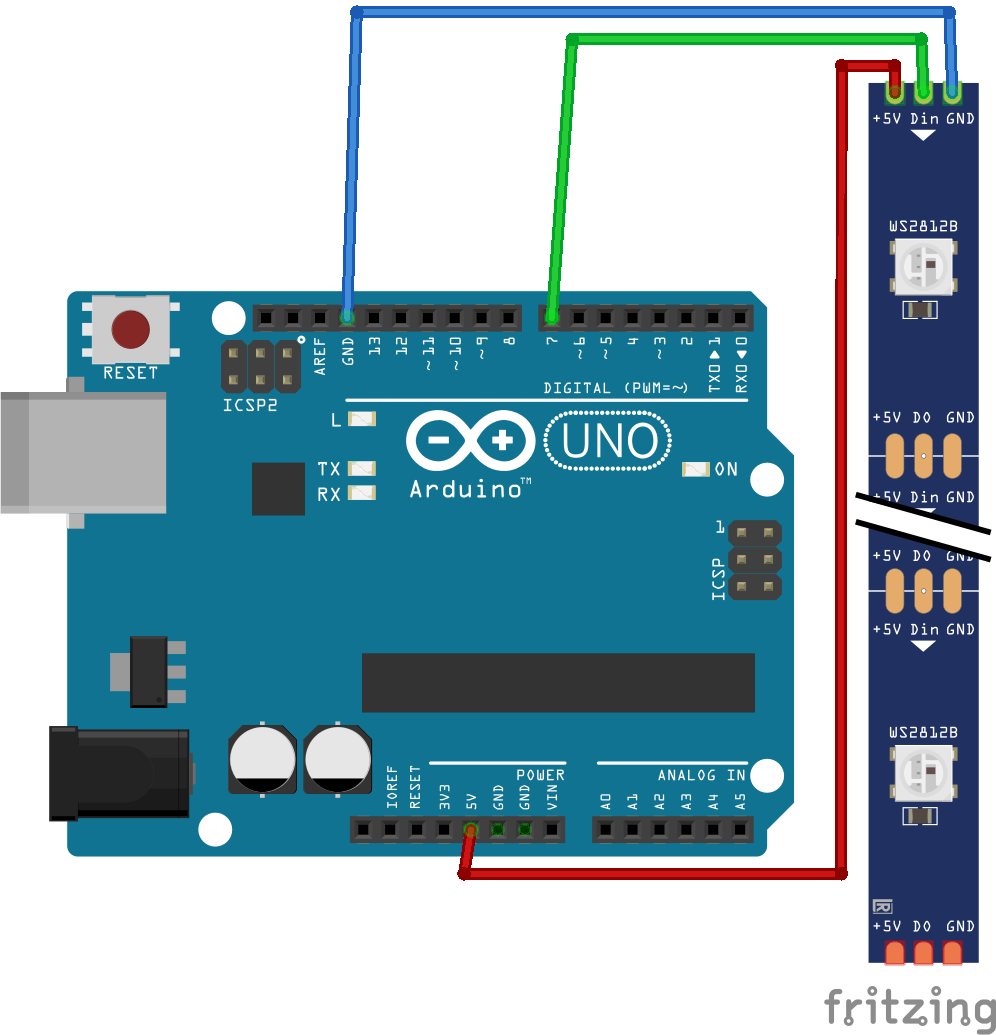 +5V Din GND
WS2812B
RESET
ICSP2
AREF
GND
13
12
~11
~10
~9
8
7
~6
~5
4
~3
2
TX0▶1
RX0◀0
DIGITAL (PWM=~)
L
TX
RX
UNO
Arduino™
ON
+5V DO GND
+5V Din GND
1
ICSP
+5V DO GND
+5V Din GND
WS2812B
POWER
ANALOG IN
IOREF
RESET
3V3
5V
GND
GND
VIN
A0
A1
A2
A3
A4
A5
+5V DO GND
fritzing